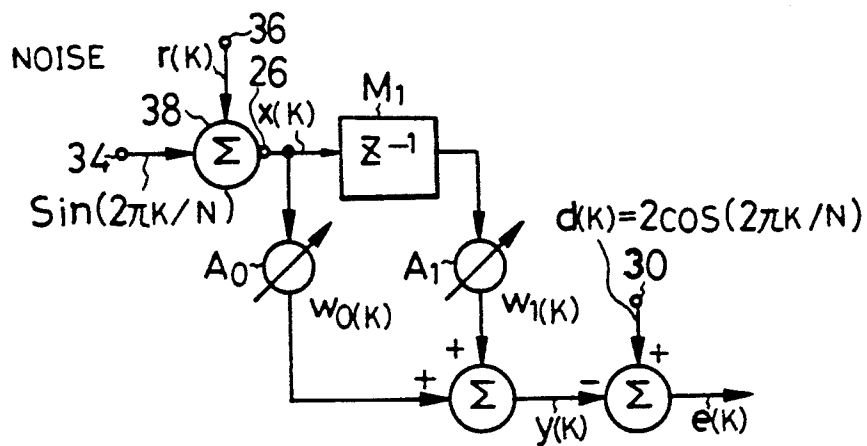 36
NOISE r(K) 26
38 x(K) M1
Σ Z⁻¹
34
Sin(2πK/N) d(K)=2COS(2πK/N)
A0 A1 30
W0(K) W1(K)
+ +
+ Σ - Σ
y(K) e(K)